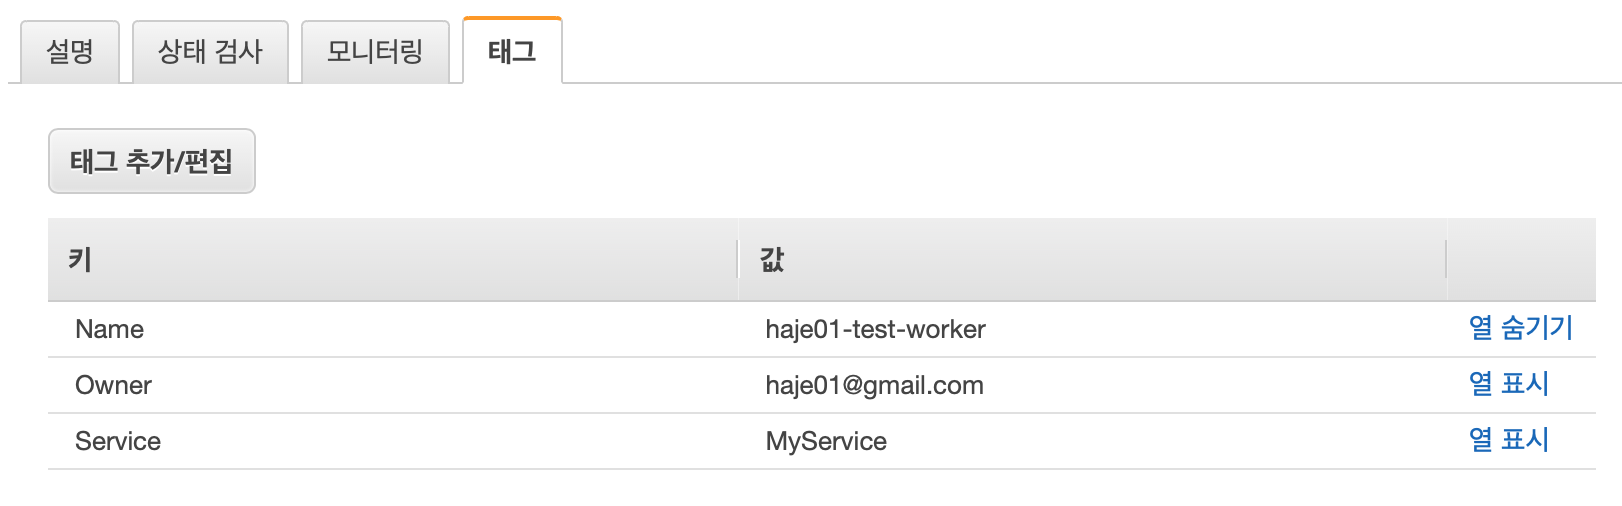 설명 상태 검사 모니터링 태그
태그 추가/편집
키 값
Name haje01-test-worker 열 숨기기
Owner haje01@gmail.com 열 표시
Service MyService 열 표시